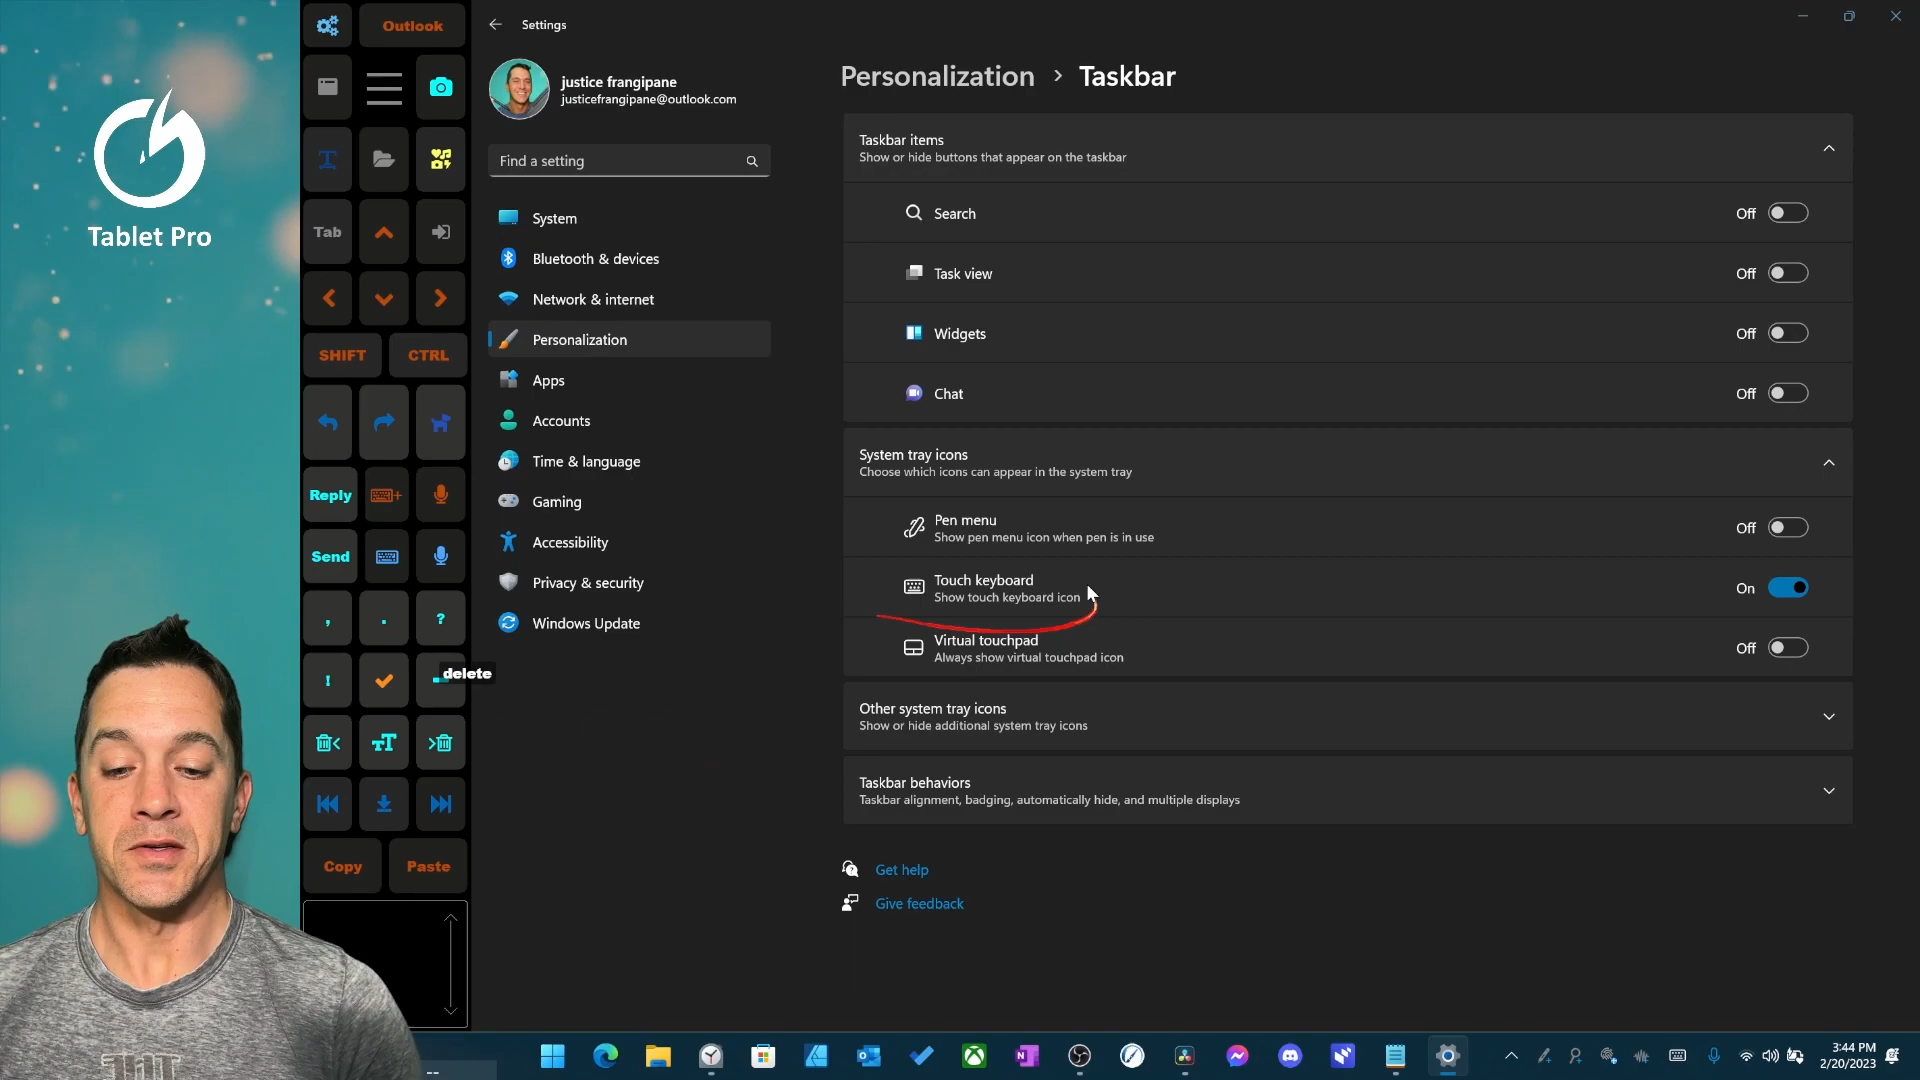 Tablet Pro
Outlook
Tab
SHIFT
CTRL
Reply
Send
,
.
?
!
delete
Copy
Paste
Settings
justice frangipane
justicefrangipane@outlook.com
Find a setting
System
Bluetooth & devices
Network & internet
Personalization
Apps
Accounts
Time & language
Gaming
Accessibility
Privacy & security
Windows Update
Personalization > Taskbar
Taskbar items
Show or hide buttons that appear on the taskbar
Search
Off
Task view
Off
Widgets
Off
Chat
Off
System tray icons
Choose which icons can appear in the system tray
Pen menu
Show pen menu icon when pen is in use
Off
Touch keyboard
Show touch keyboard icon
On
Virtual touchpad
Always show virtual touchpad icon
Off
Other system tray icons
Show or hide additional system tray icons
Taskbar behaviors
Taskbar alignment, badging, automatically hide, and multiple displays
Get help
Give feedback
3:44 PM
2/20/2023